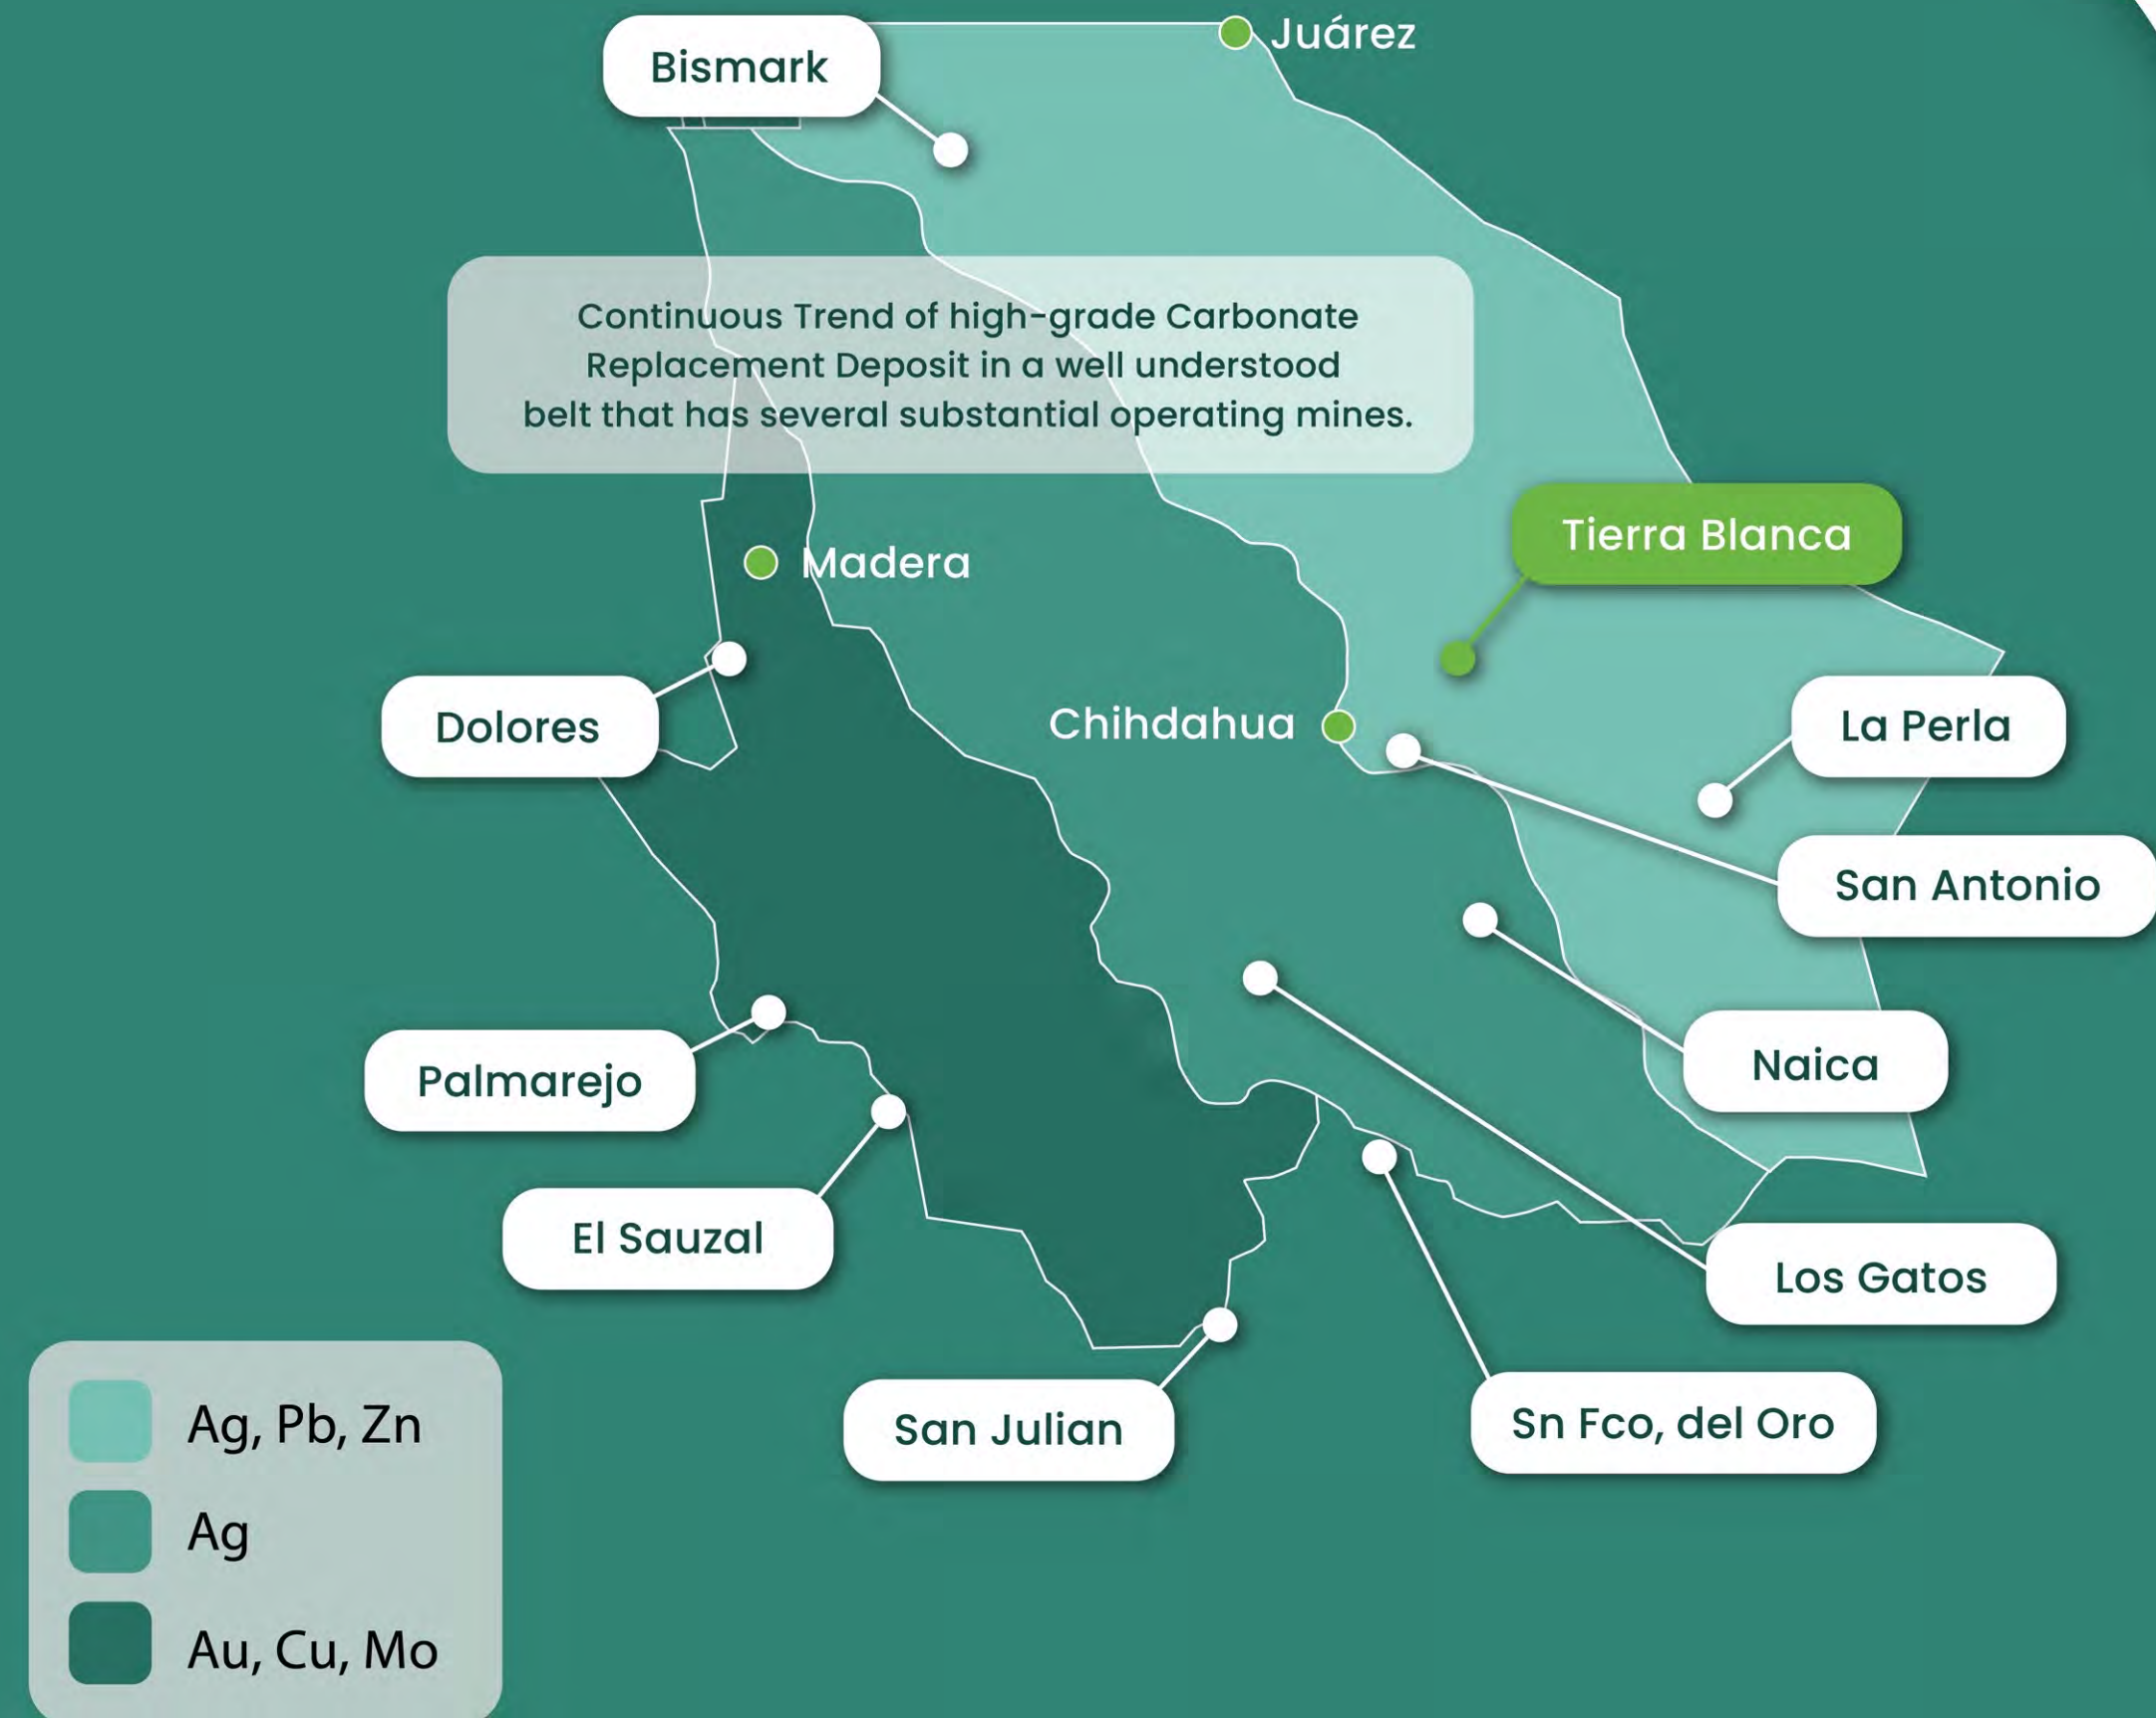 Bismark
Juárez
Continuous Trend of high-grade Carbonate
Replacement Deposit in a well understood
belt that has several substantial operating mines.
Tierra Blanca
Madera
Dolores
Chihdahua
La Perla
San Antonio
Naica
Palmarejo
El Sauzal
Los Gatos
San Julian
Sn Fco, del Oro
Ag, Pb, Zn
Ag
Au, Cu, Mo